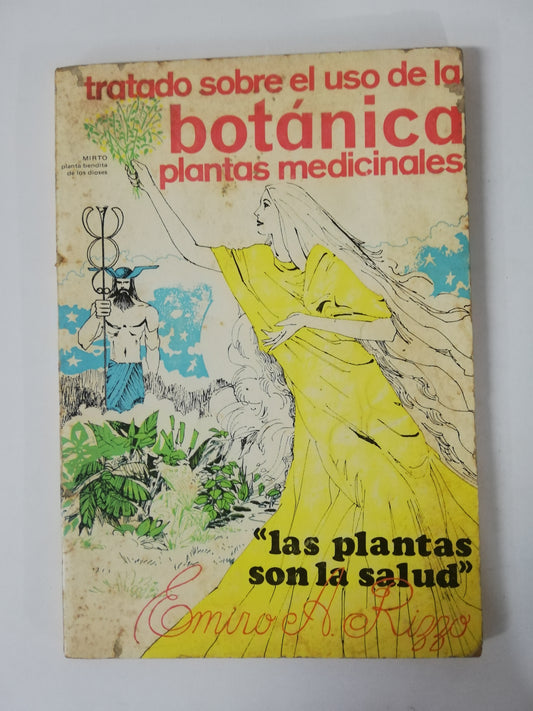 tratado sobre el uso de la
botánica
plantas medicinales
MIRTO
planta bendita
de los dioses
“las plantas
son la salud”
Emiro A. Rizzo